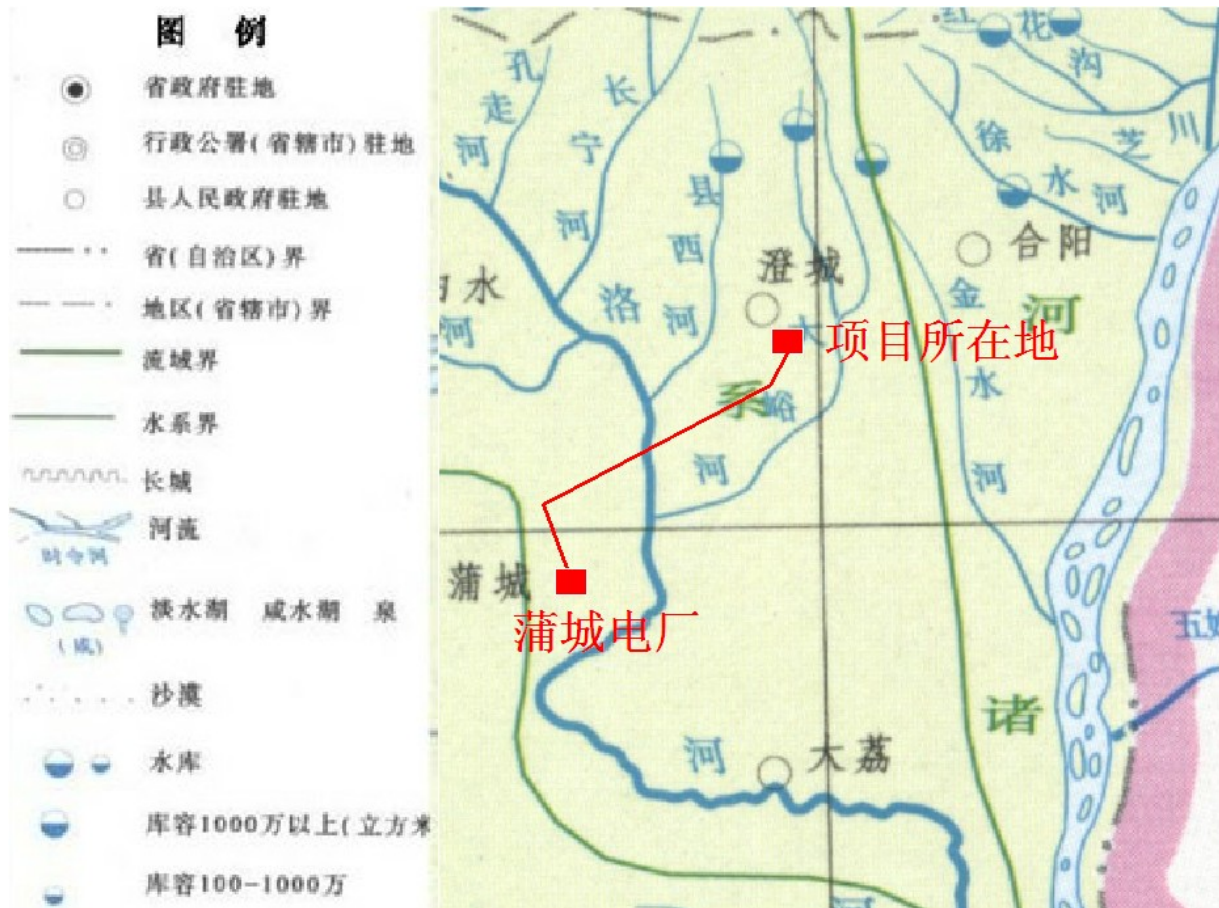 图 例
省政府驻地
行政公署(省辖市)驻地
县人民政府驻地
省(自治区)界
地区(省辖市)界
流域界
水系界
长城
河流
时令河
淡水湖 咸水湖 泉
(咸)
沙漠
水库
库容1000万以上(立方米
库容100-1000万
孔走河
长宁河
县西河
洛
水
河
澄城
大峪河
系
红花沟
徐水河
芝川
合阳
金水河
河
项目所在地
蒲城
蒲城电厂
诸
河
大荔
河